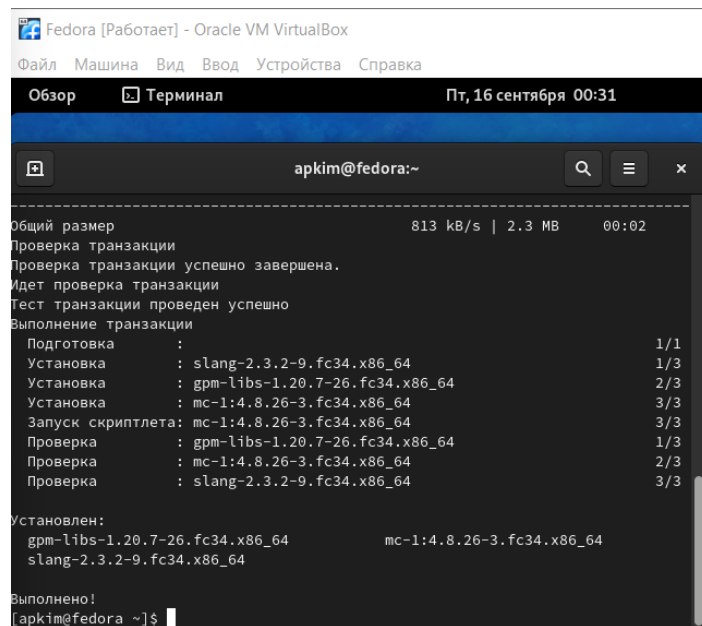 Fedora [Работает] - Oracle VM VirtualBox
Файл Машина Вид Ввод Устройства Справка
Обзор Терминал Пт, 16 сентября 00:31
apkim@fedora:~
--------------------------------------------------------------------------------
Общий размер 813 kB/s | 2.3 MB 00:02
Проверка транзакции
Проверка транзакции успешно завершена.
Идет проверка транзакции
Тест транзакции проведен успешно
Выполнение транзакции
Подготовка : 1/1
Установка : slang-2.3.2-9.fc34.x86_64 1/3
Установка : gpm-libs-1.20.7-26.fc34.x86_64 2/3
Установка : mc-1:4.8.26-3.fc34.x86_64 3/3
Запуск скриптлета: mc-1:4.8.26-3.fc34.x86_64 3/3
Проверка : gpm-libs-1.20.7-26.fc34.x86_64 1/3
Проверка : mc-1:4.8.26-3.fc34.x86_64 2/3
Проверка : slang-2.3.2-9.fc34.x86_64 3/3
Установлен:
gpm-libs-1.20.7-26.fc34.x86_64 mc-1:4.8.26-3.fc34.x86_64
slang-2.3.2-9.fc34.x86_64
Выполнено!
[apkim@fedora ~]$